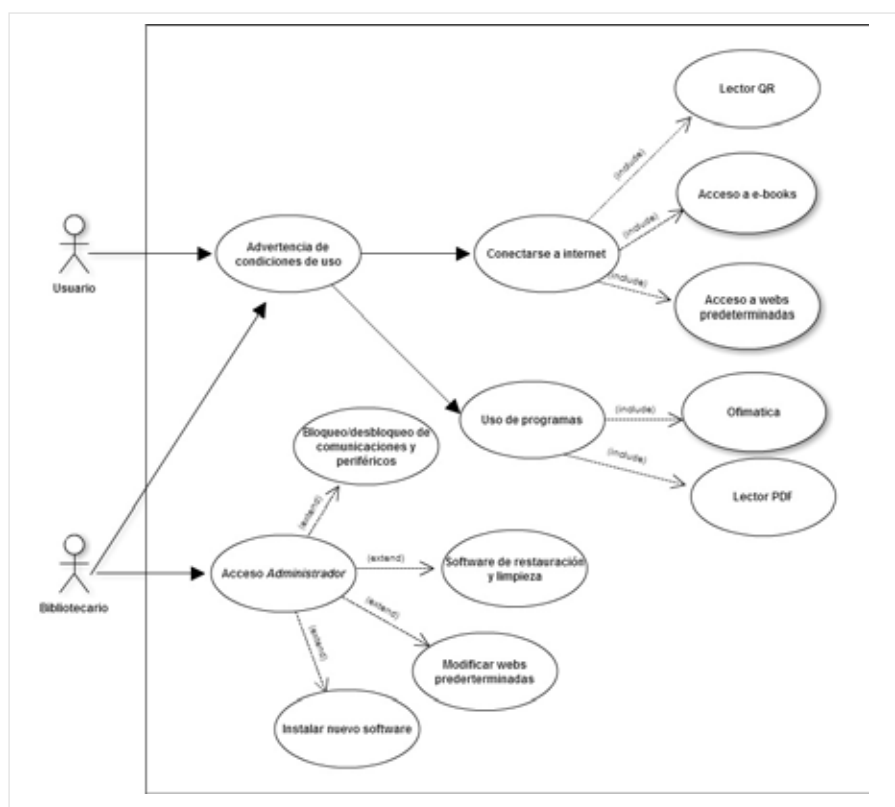 Lector QR
(include)
Acceso a e-books
(include)
Advertencia de
condiciones de uso
Conectarse a internet
(include)
Usuario
Acceso a webs
predeterminadas
Uso de programas
(include)
Ofimatica
Bloqueo/desbloqueo de
comunicaciones y
periféricos
(include)
Lector PDF
(extend)
Acceso Administrador
(extend)
Software de restauración
y limpieza
Bibliotecario
(extend)
(extend)
Modificar webs
prederterminadas
Instalar nuevo software